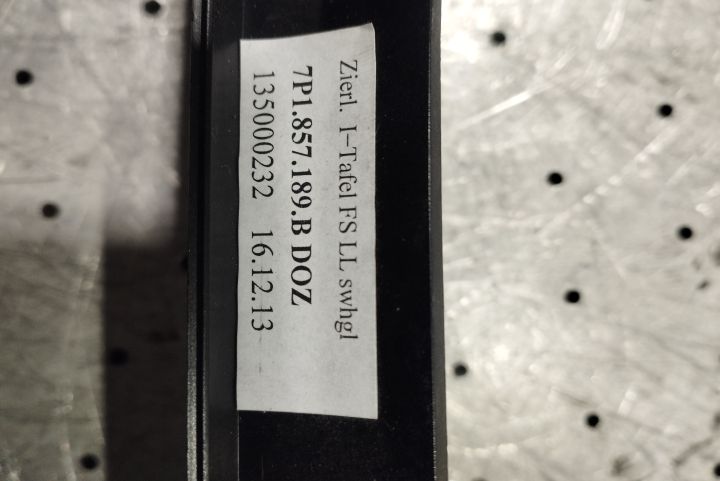 Zierl. I-Tafel FS LL swhgl
7P1.857.189.B DOZ
135000232 16.12.13